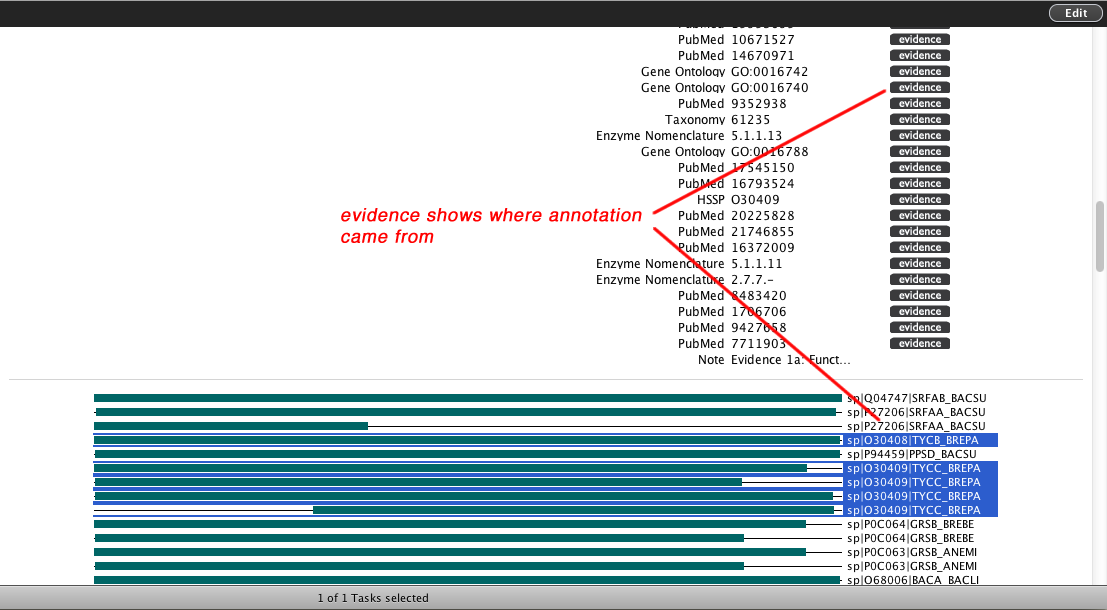 Edit
PubMed 10671527 evidence
PubMed 14670971 evidence
Gene Ontology GO:0016742 evidence
Gene Ontology GO:0016740 evidence
PubMed 9352938 evidence
Taxonomy 61235 evidence
Enzyme Nomenclature 5.1.1.13 evidence
Gene Ontology GO:0016788 evidence
PubMed 17545150 evidence
PubMed 16793524 evidence
HSSP O30409 evidence
PubMed 20225828 evidence
PubMed 21746855 evidence
PubMed 16372009 evidence
Enzyme Nomenclature 5.1.1.11 evidence
Enzyme Nomenclature 2.7.7.- evidence
PubMed 8483420 evidence
PubMed 1706706 evidence
PubMed 9427658 evidence
PubMed 7711903 evidence
Note Evidence 1a: Funct...
evidence shows where annotation
came from
sp|Q04747|SRFAB_BACSU
sp|P27206|SRFAA_BACSU
sp|P27206|SRFAA_BACSU
sp|O30408|TYCB_BREPA
sp|P94459|PPSD_BACSU
sp|O30409|TYCC_BREPA
sp|O30409|TYCC_BREPA
sp|O30409|TYCC_BREPA
sp|O30409|TYCC_BREPA
sp|P0C064|GRSB_BREBE
sp|P0C064|GRSB_BREBE
sp|P0C063|GRSB_ANEMI
sp|P0C063|GRSB_ANEMI
sp|O68006|BACA_BACLI
1 of 1 Tasks selected